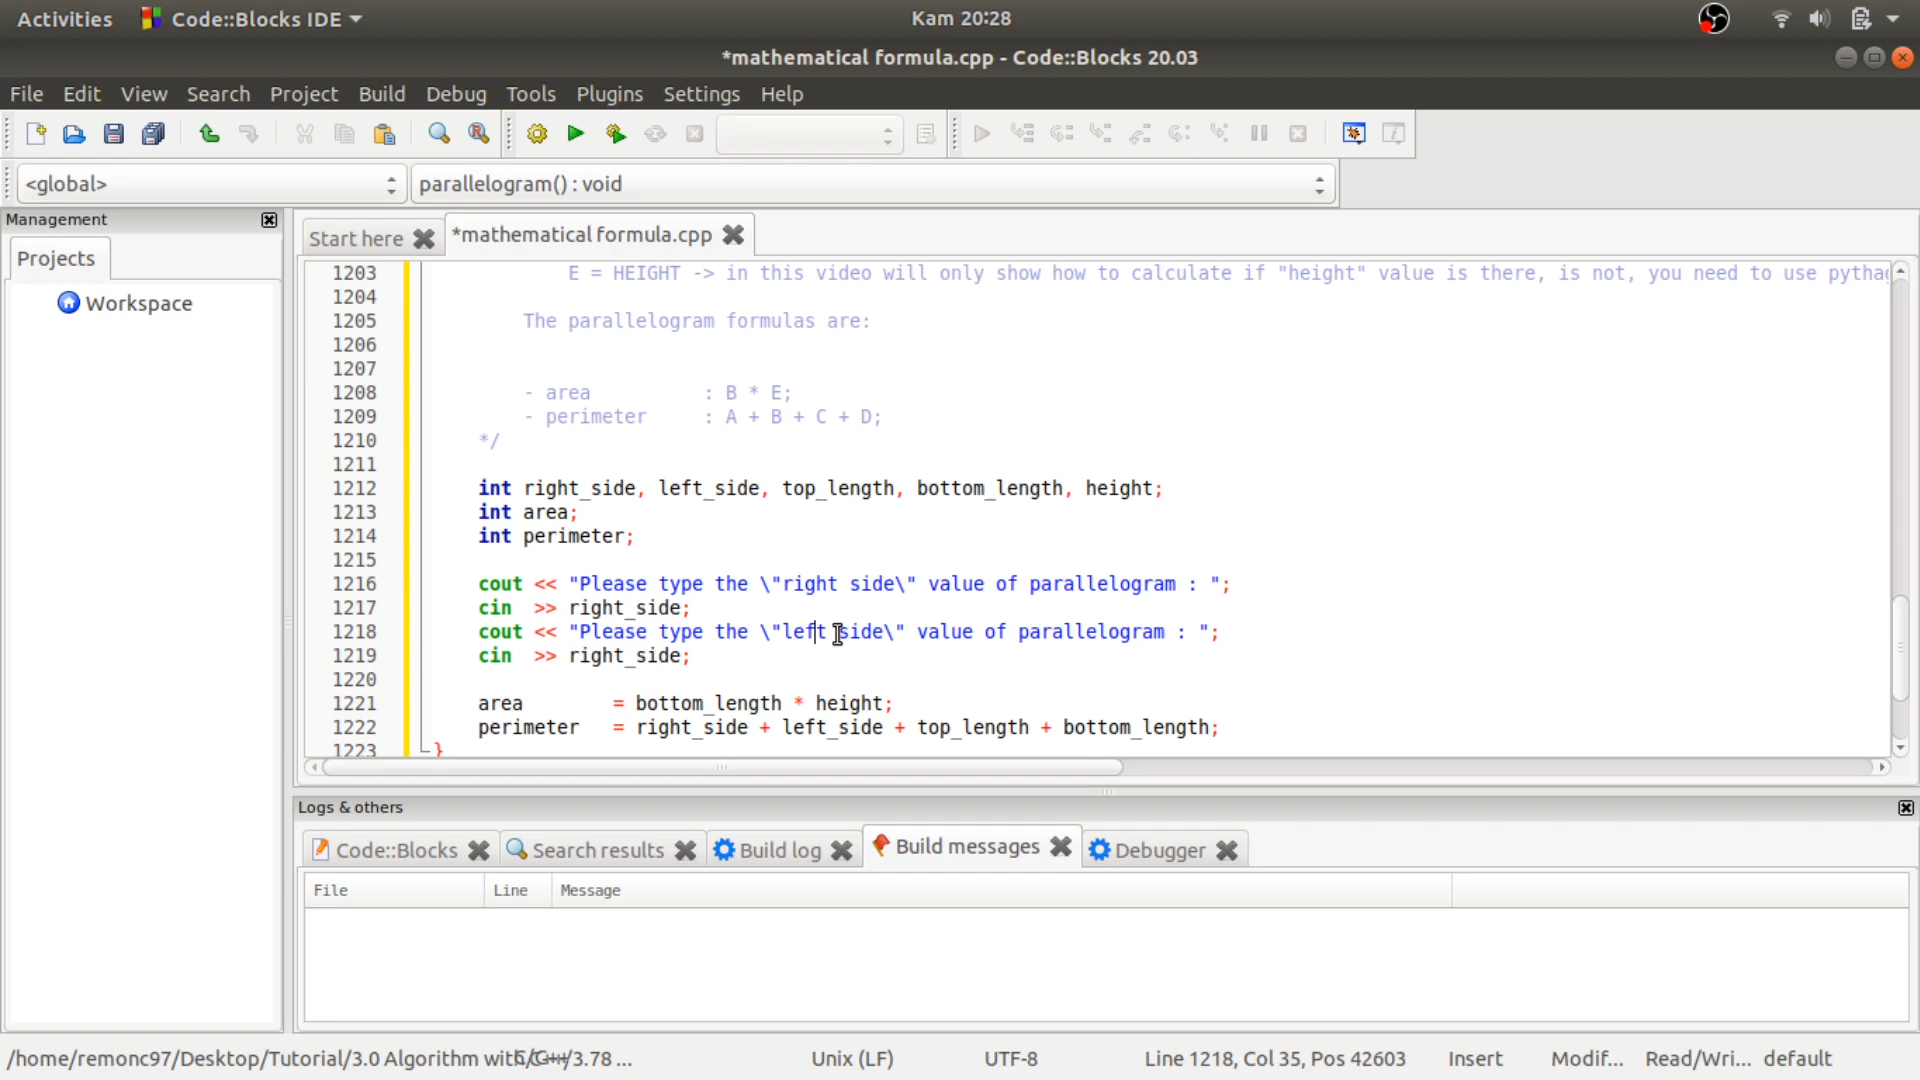 Activities Code::Blocks IDE Kam 20:28
*mathematical formula.cpp - Code::Blocks 20.03
File Edit View Search Project Build Debug Tools Plugins Settings Help
<global> parallelogram() : void
Management
Projects
Workspace
Start here *mathematical formula.cpp
1203 E = HEIGHT -> in this video will only show how to calculate if "height" value is there, is not, you need to use
1204
1205 The parallelogram formulas are:
1206
1207
1208 - area : B * E;
1209 - perimeter : A + B + C + D;
1210 */
1211
1212 int right_side, left_side, top_length, bottom_length, height;
1213 int area;
1214 int perimeter;
1215
1216 cout << "Please type the \"right side\" value of parallelogram : ";
1217 cin >> right_side;
1218 cout << "Please type the \"left side\" value of parallelogram : ";
1219 cin >> right_side;
1220
1221 area = bottom_length * height;
1222 perimeter = right_side + left_side + top_length + bottom_length;
1223 }
Logs & others
Code::Blocks Search results Build log Build messages Debugger
File Line Message
/home/remonc97/Desktop/Tutorial/3.0 Algorithm with /3.78 ... Unix (LF) UTF-8 Line 1218, Col 35, Pos 42603 Insert Modif... Read/Wri... default